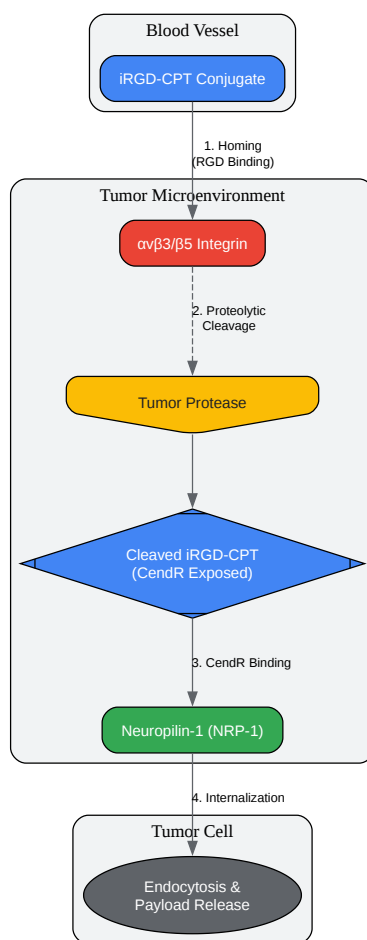 Blood Vessel
iRGD-CPT Conjugate
1. Homing
(RGD Binding)
Tumor Microenvironment
αvβ3/β5 Integrin
2. Proteolytic
Cleavage
Tumor Protease
Cleaved iRGD-CPT
(CendR Exposed)
3. CendR Binding
Neuropilin-1 (NRP-1)
4. Internalization
Tumor Cell
Endocytosis &
Payload Release